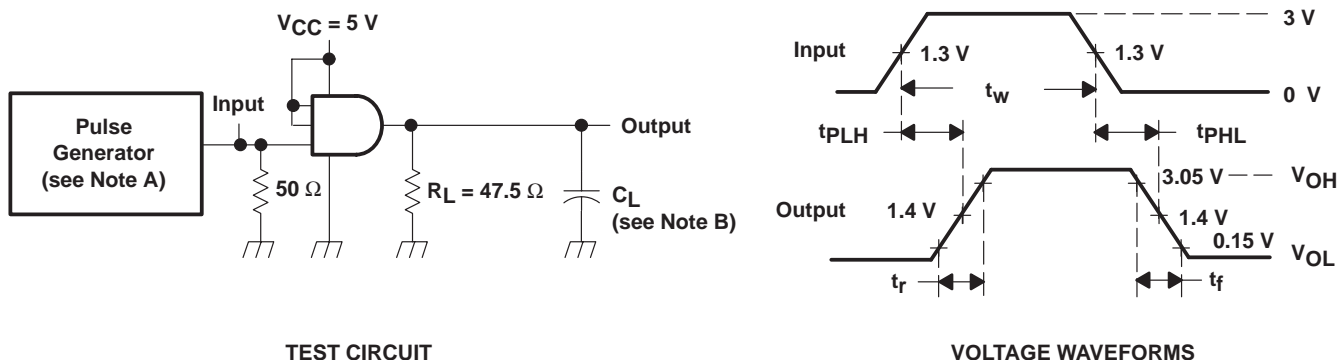 VCC = 5 V
Input
Pulse
Generator
(see Note A)
50 Ω
RL = 47.5 Ω
CL
(see Note B)
Output
TEST CIRCUIT
3 V
Input
1.3 V
1.3 V
tw
0 V
tPLH
tPHL
3.05 V
VOH
Output
1.4 V
1.4 V
0.15 V
VOL
tr
tf
VOLTAGE WAVEFORMS